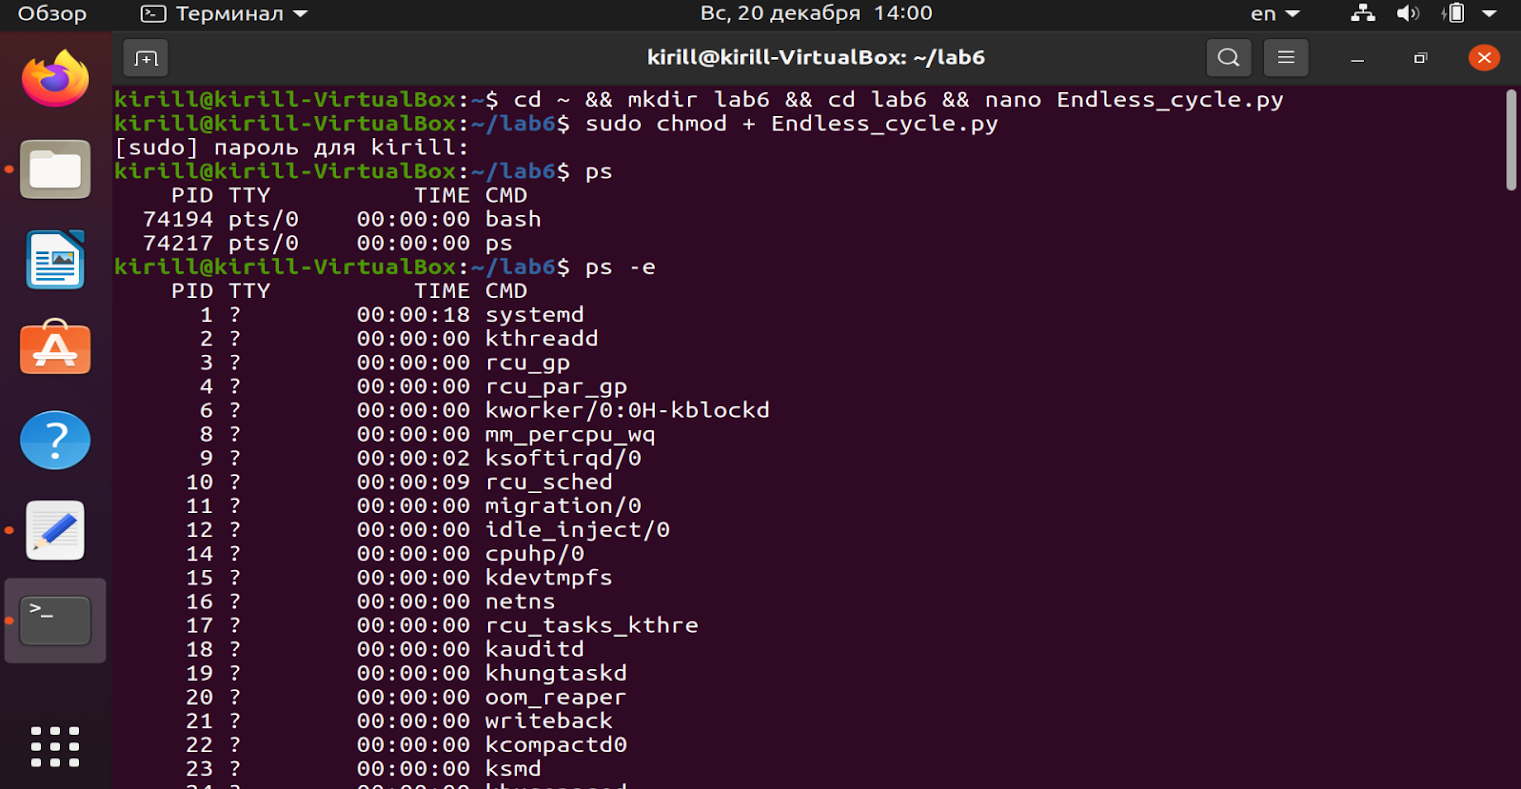 Обзор
Терминал
Вс, 20 декабря 14:00
en
kirill@kirill-VirtualBox: ~/lab6
kirill@kirill-VirtualBox:~$ cd ~ && mkdir lab6 && cd lab6 && nano Endless_cycle.py
kirill@kirill-VirtualBox:~/lab6$ sudo chmod + Endless_cycle.py
[sudo] пароль для kirill:
kirill@kirill-VirtualBox:~/lab6$ ps
PID TTY TIME CMD
74194 pts/0 00:00:00 bash
74217 pts/0 00:00:00 ps
kirill@kirill-VirtualBox:~/lab6$ ps -e
PID TTY TIME CMD
1 ? 00:00:18 systemd
2 ? 00:00:00 kthreadd
3 ? 00:00:00 rcu_gp
4 ? 00:00:00 rcu_par_gp
6 ? 00:00:00 kworker/0:0H-kblockd
8 ? 00:00:00 mm_percpu_wq
9 ? 00:00:02 ksoftirqd/0
10 ? 00:00:09 rcu_sched
11 ? 00:00:00 migration/0
12 ? 00:00:00 idle_inject/0
14 ? 00:00:00 cpuhp/0
15 ? 00:00:00 kdevtmpfs
16 ? 00:00:00 netns
17 ? 00:00:00 rcu_tasks_kthre
18 ? 00:00:00 kauditd
19 ? 00:00:00 khungtaskd
20 ? 00:00:00 oom_reaper
21 ? 00:00:00 writeback
22 ? 00:00:00 kcompactd0
23 ? 00:00:00 ksmd